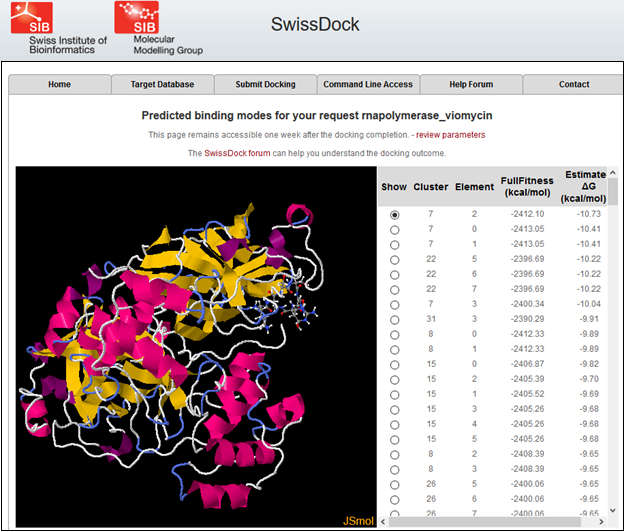 SIB
SIB
Swiss Institute of
Bioinformatics
Molecular
Modelling Group
SwissDock
Home Target Database Submit Docking Command Line Access Help Forum Contact
Predicted binding modes for your request rnapolymerase_viomycin
This page remains accessible one week after the docking completion. - review parameters
The SwissDock forum can help you understand the docking outcome.
Show Cluster Element FullFitness (kcal/mol) Estimate ΔG (kcal/mol)
7 2 -2412.10 -10.73
7 0 -2413.05 -10.41
7 1 -2413.05 -10.41
22 5 -2396.69 -10.22
22 6 -2396.69 -10.22
22 7 -2396.69 -10.22
7 3 -2400.34 -10.04
31 3 -2390.29 -9.91
8 0 -2412.33 -9.89
8 1 -2412.33 -9.89
15 0 -2406.87 -9.82
15 2 -2405.39 -9.70
15 1 -2405.52 -9.69
15 4 -2405.26 -9.68
15 3 -2405.26 -9.68
15 5 -2405.26 -9.68
8 2 -2408.39 -9.65
8 3 -2408.39 -9.65
26 5 -2400.06 -9.65
26 6 -2400.06 -9.65
26 7 -2400.06 -9.65
JSmol